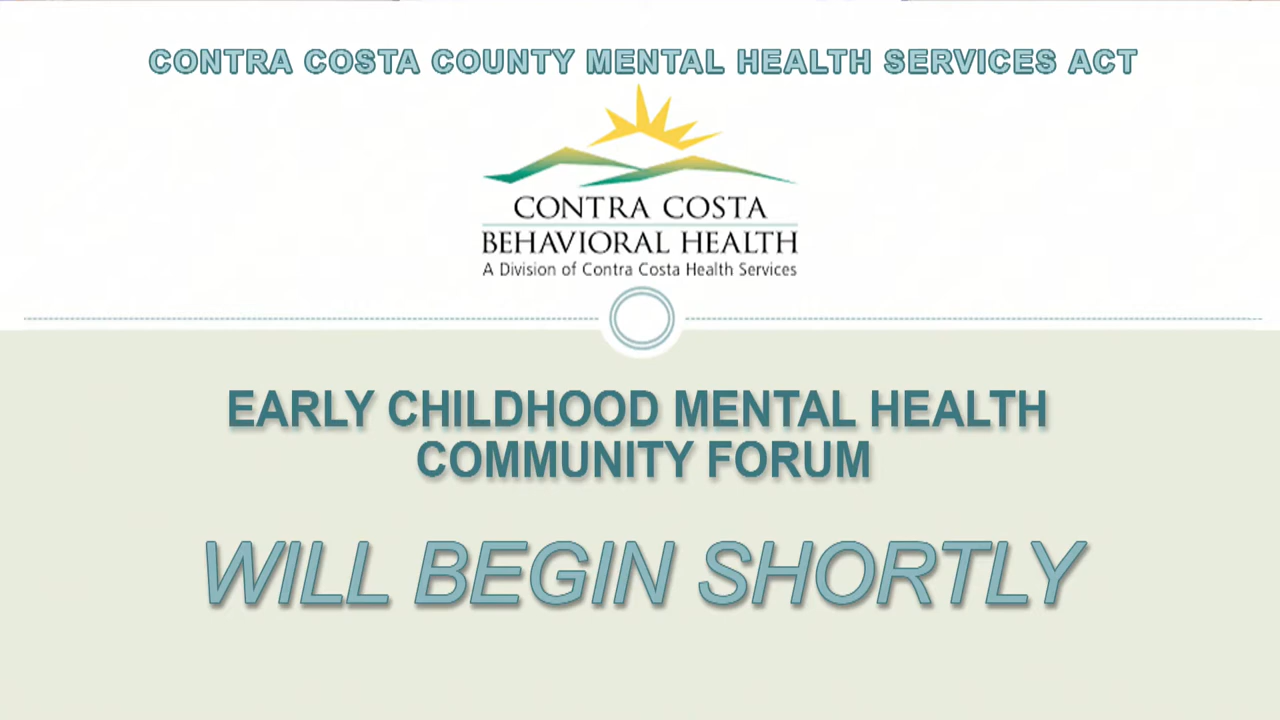 CONTRA COSTA COUNTY MENTAL HEALTH SERVICES ACT
CONTRA COSTA
BEHAVIORAL HEALTH
A Division of Contra Costa Health Services
EARLY CHILDHOOD MENTAL HEALTH
COMMUNITY FORUM
WILL BEGIN SHORTLY